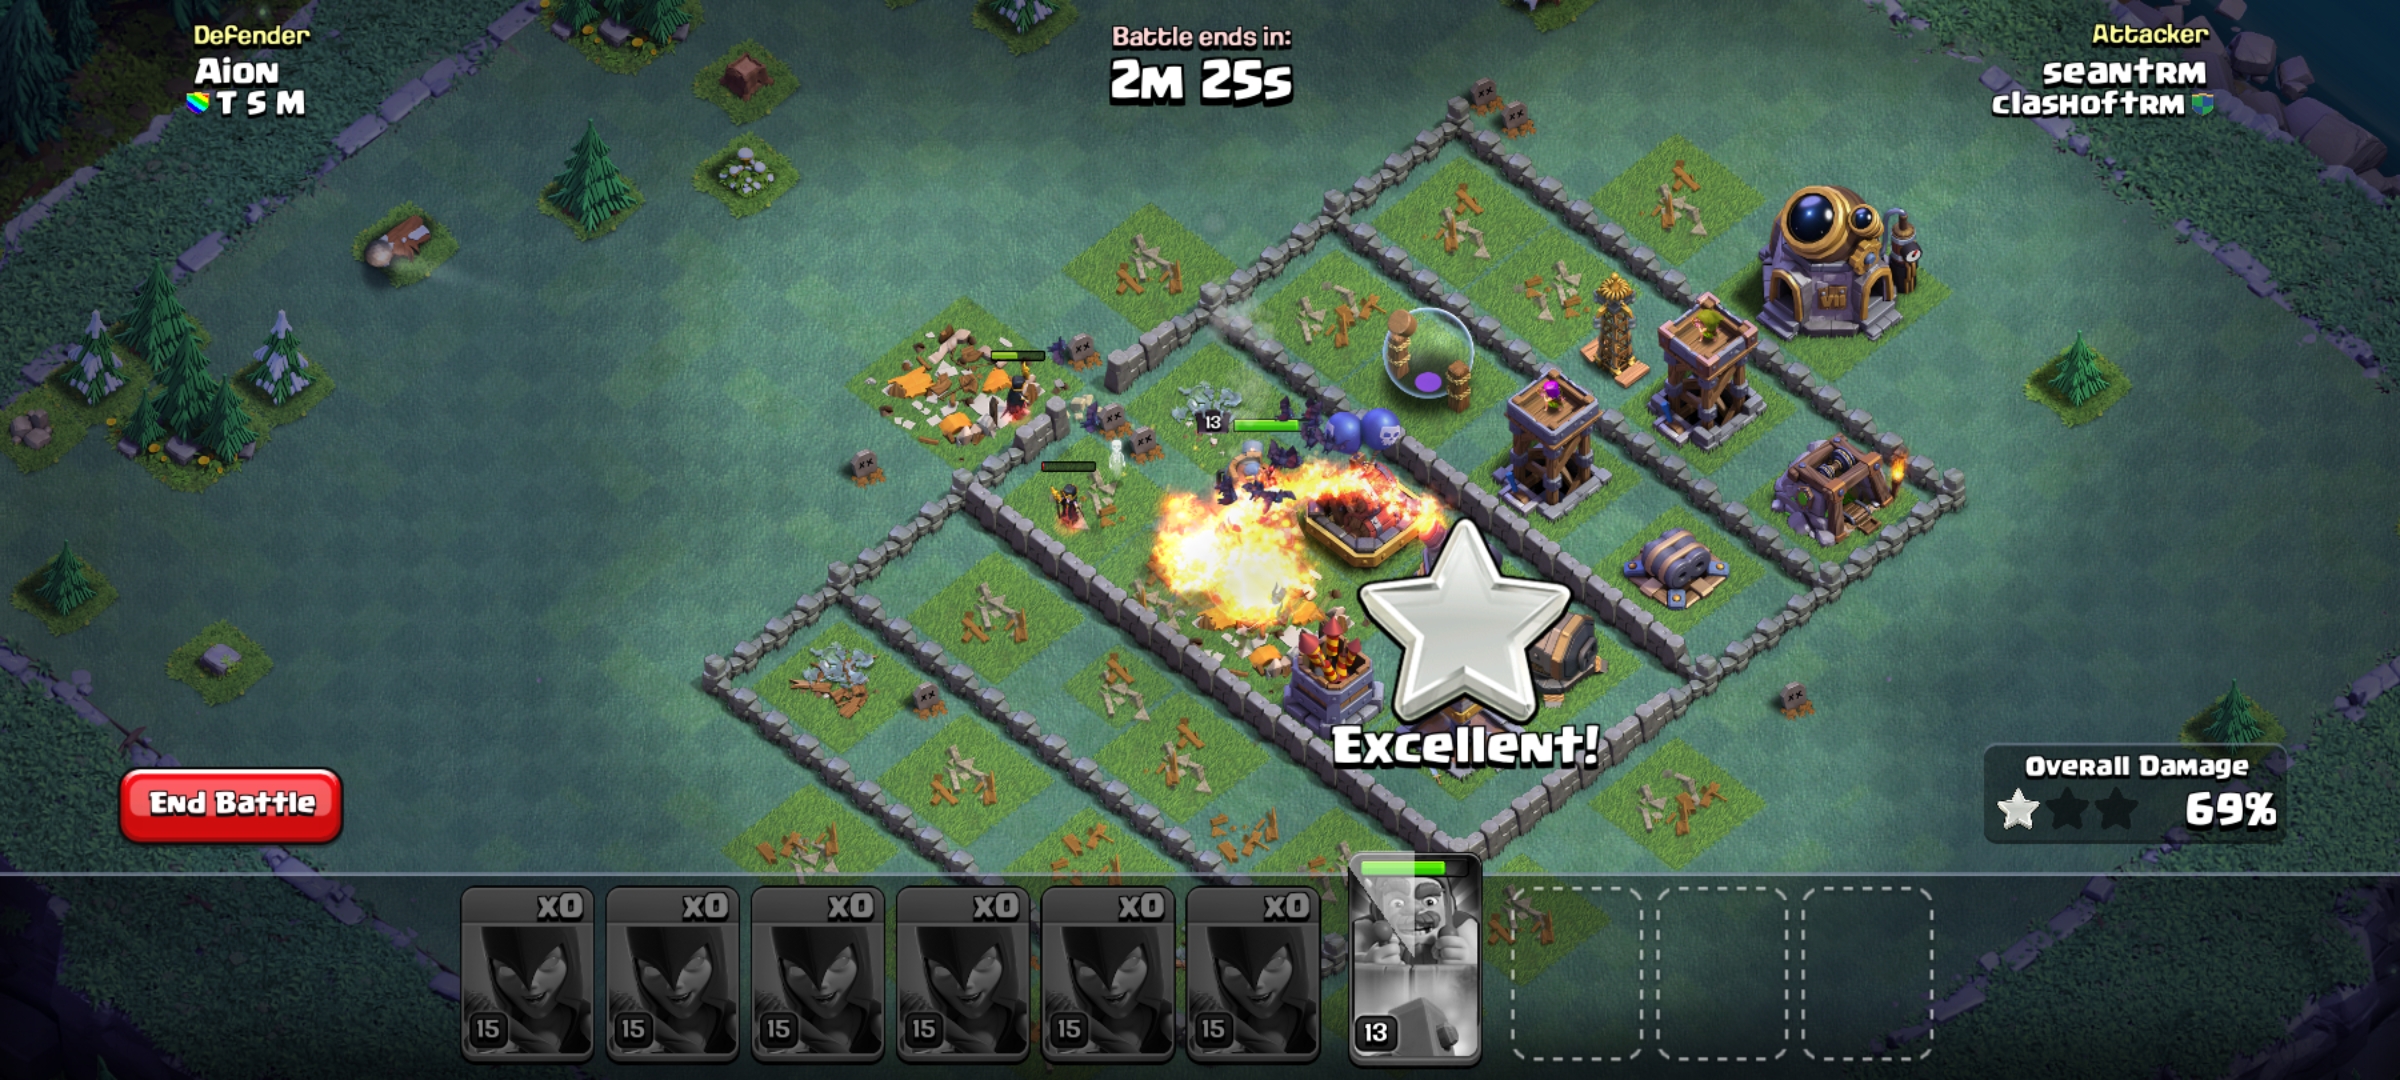 Defender
Aion
T S M
Battle ends in:
2M 25s
Attacker
seantrm
clashoftrm
13
VII
Excellent!
End Battle
Overall Damage
69%
x0
x0
x0
x0
x0
x0
15
15
15
15
15
15
13